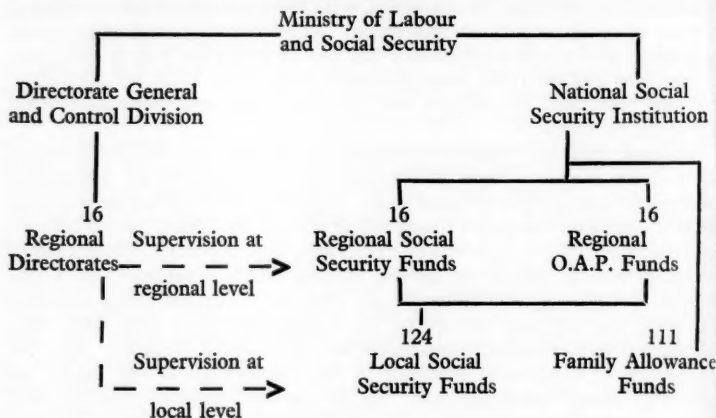 Ministry of Labour
and Social Security
Directorate General
and Control Division
National Social
Security Institution
16
Regional
Directorates
Supervision at
regional level
16
Regional Social
Security Funds
16
Regional
O.A.P. Funds
Supervision at
local level
124
Local Social
Security Funds
111
Family Allowance
Funds